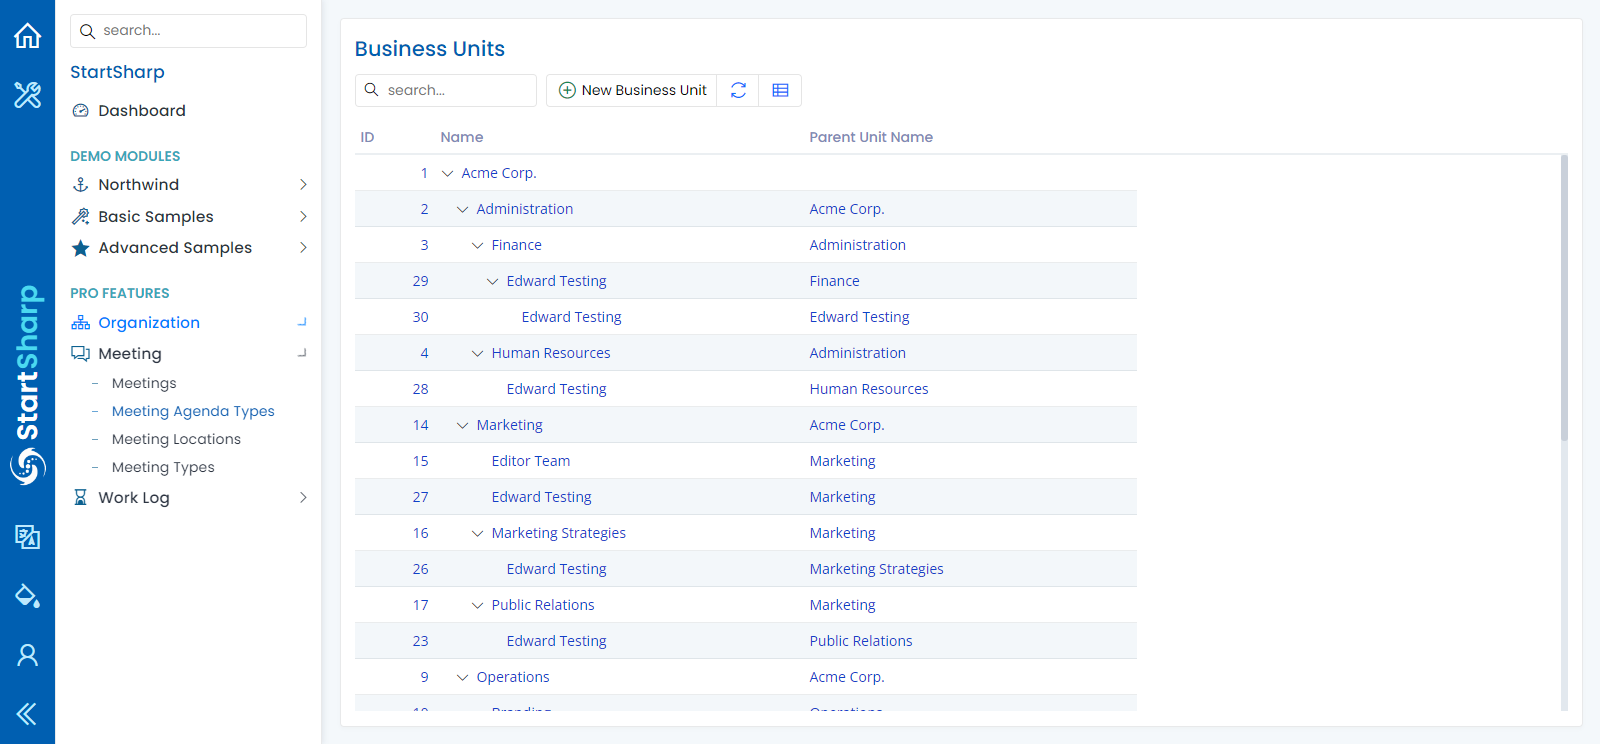 search...
StartSharp
Dashboard
DEMO MODULES
Northwind
Basic Samples
Advanced Samples
PRO FEATURES
Organization
Meeting
Meetings
Meeting Agenda Types
Meeting Locations
Meeting Types
Work Log
StartSharp
Business Units
search...
New Business Unit
ID Name Parent Unit Name
1 Acme Corp.
2 Administration Acme Corp.
3 Finance Administration
29 Edward Testing Finance
30 Edward Testing Edward Testing
4 Human Resources Administration
28 Edward Testing Human Resources
14 Marketing Acme Corp.
15 Editor Team Marketing
27 Edward Testing Marketing
16 Marketing Strategies Marketing
26 Edward Testing Marketing Strategies
17 Public Relations Marketing
23 Edward Testing Public Relations
9 Operations Acme Corp.
Branding Operations